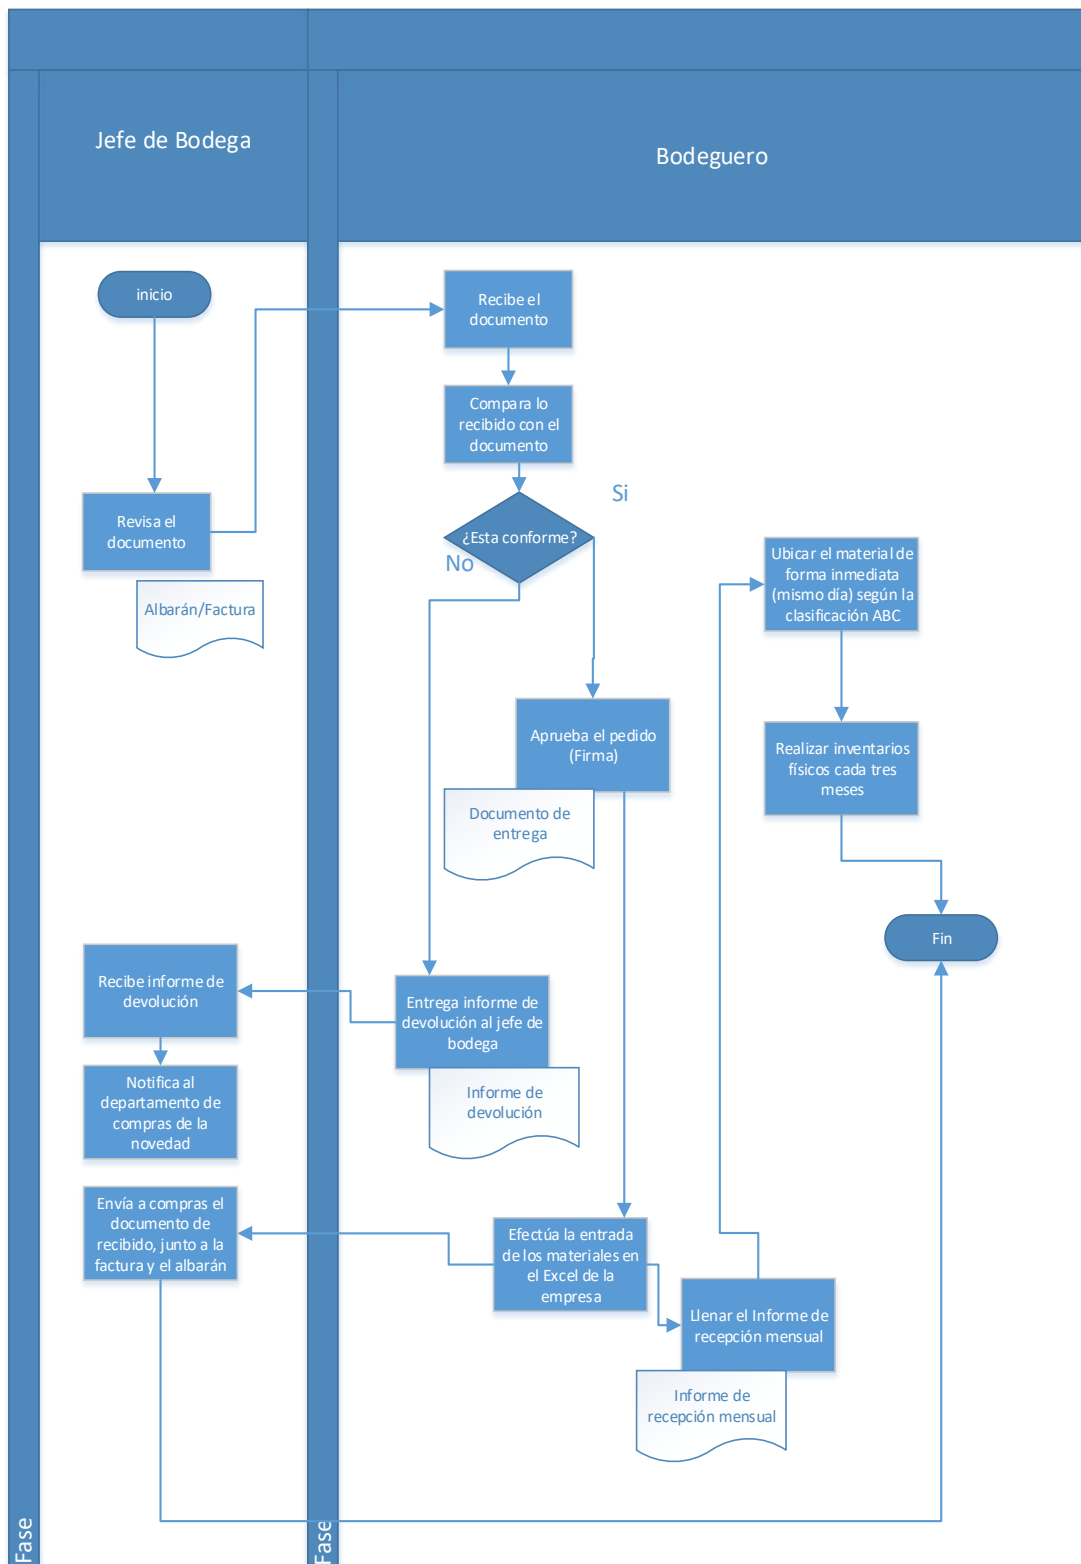 Jefe de Bodega
Bodeguero
inicio
Recibe el
documento
Compara lo
recibido con el
documento
Si
¿Esta conforme?
No
Revisa el
documento
Albarán/Factura
Ubicar el material de
forma inmediata
(mismo día) según la
clasificación ABC
Aprueba el pedido
(Firma)
Documento de
entrega
Realizar inventarios
físicos cada tres
meses
Fin
Recibe informe de
devolución
Entrega informe de
devolución al jefe de
bodega
Informe de
devolución
Notifica al
departamento de
compras de la
novedad
Envía a compras el
documento de
recibido, junto a la
factura y el albarán
Efectúa la entrada
de los materiales en
el Excel de la
empresa
Llenar el Informe de
recepción mensual
Informe de
recepción mensual
Fase
Fase